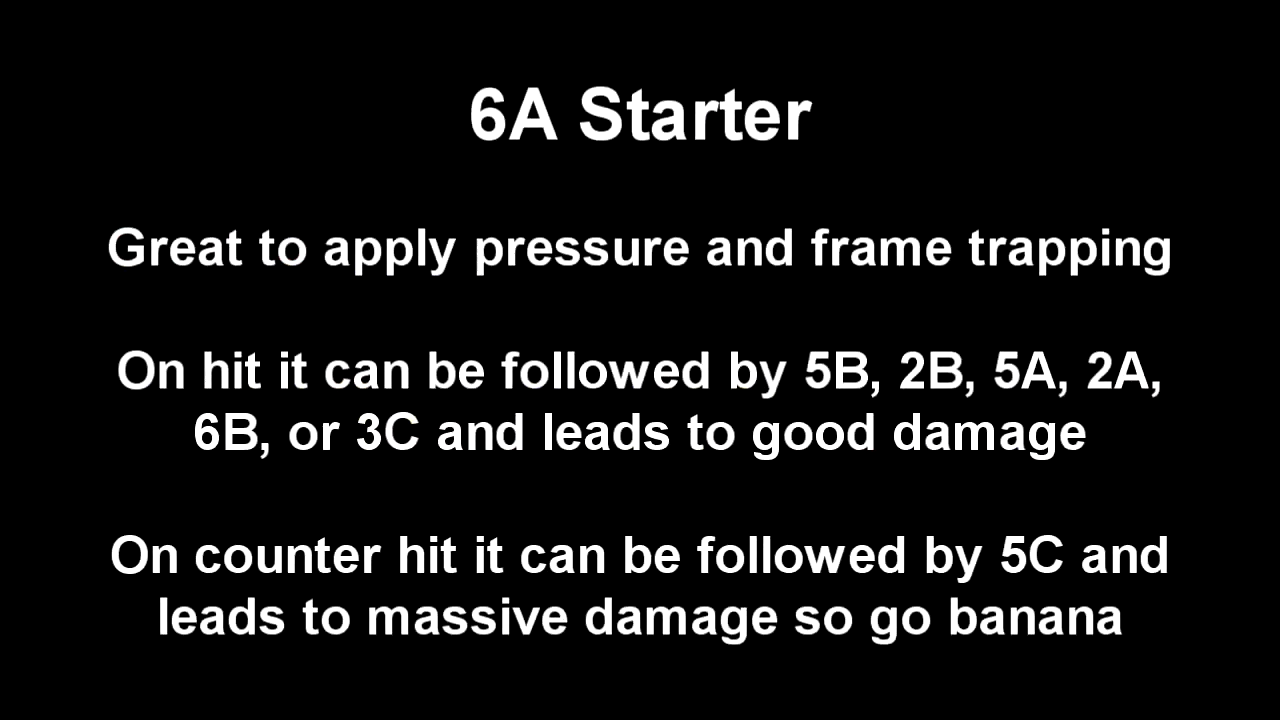 6A Starter
Great to apply pressure and frame trapping
On hit it can be followed by 5B, 2B, 5A, 2A,
6B, or 3C and leads to good damage
On counter hit it can be followed by 5C and
leads to massive damage so go banana